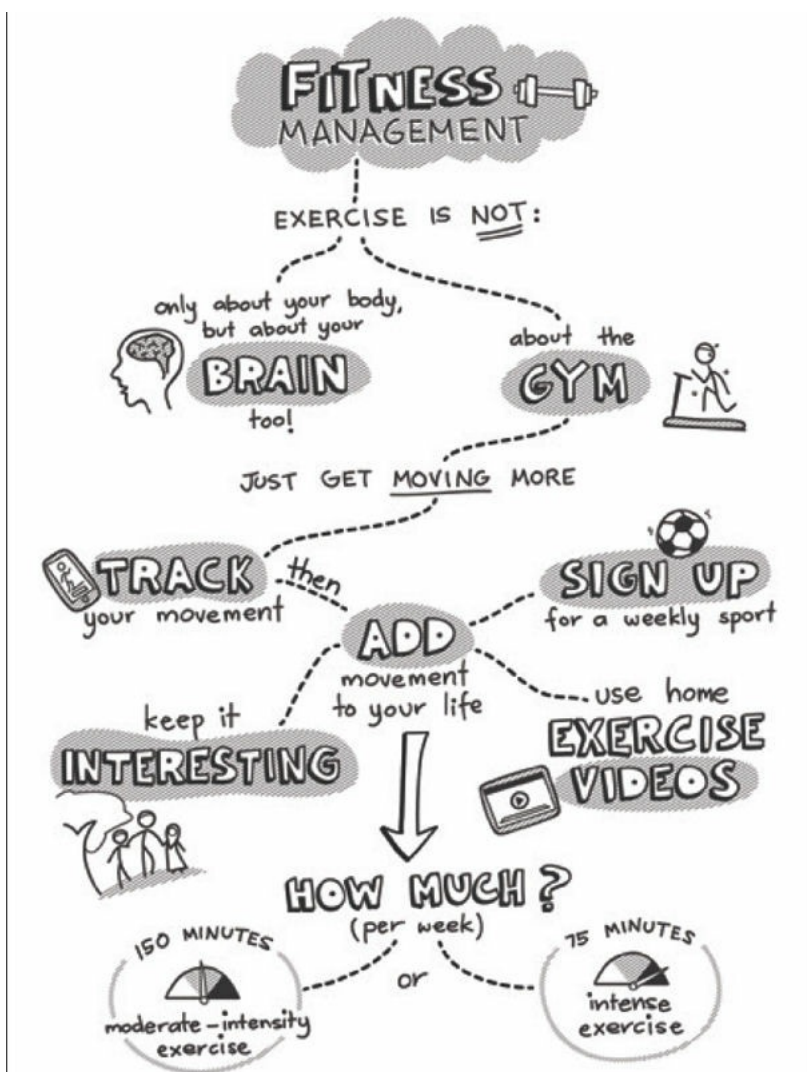 FITNESS
MANAGEMENT
EXERCISE IS NOT:
only about your body,
but about your
BRAIN
too!
about the
GYM
JUST GET MOVING MORE
TRACK
your movement
then
ADD
movement
to your life
SIGN UP
for a weekly sport
keep it
INTERESTING
use home
EXERCISE
VIDEOS
HOW MUCH?
(per week)
150 MINUTES
moderate-intensity
exercise
or
75 MINUTES
intense
exercise